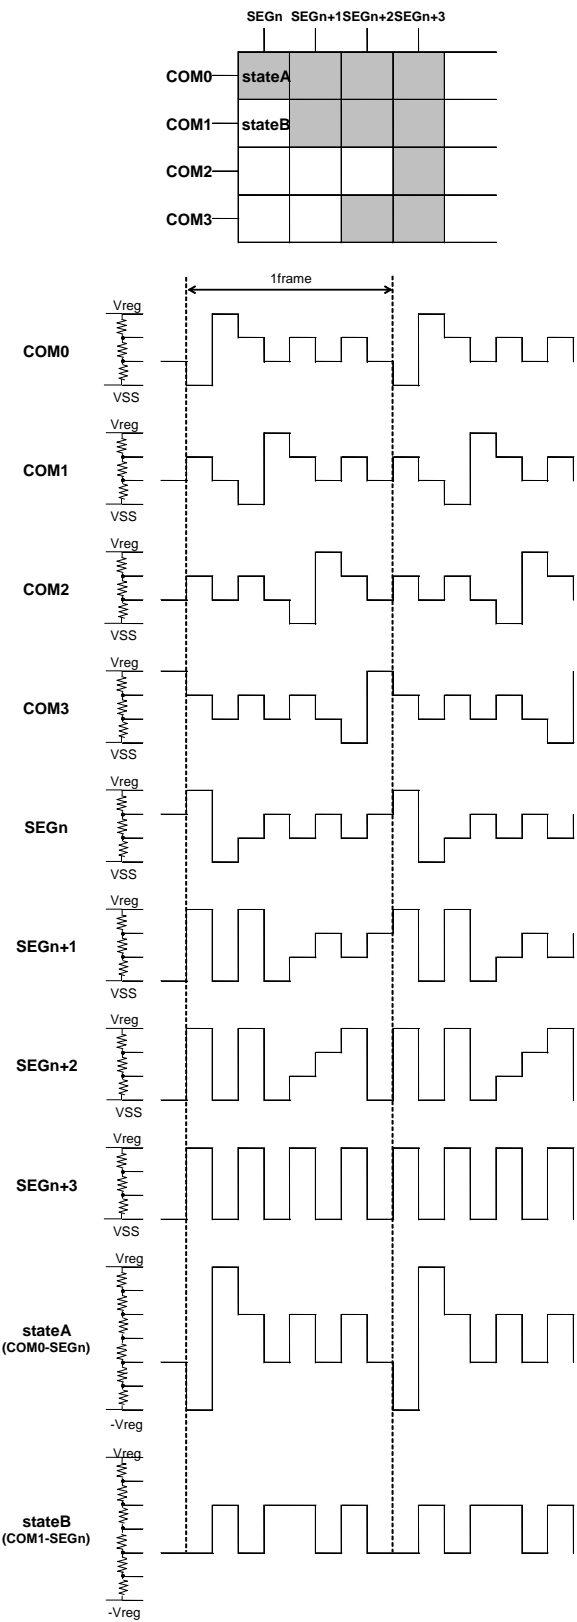 SEGn SEGn+1 SEGn+2 SEGn+3
COM0 stateA
COM1 stateB
COM2
COM3
1frame
Vreg
COM0
VSS
Vreg
COM1
VSS
Vreg
COM2
VSS
Vreg
COM3
VSS
Vreg
SEGn
VSS
Vreg
SEGn+1
VSS
Vreg
SEGn+2
VSS
Vreg
SEGn+3
VSS
Vreg
stateA
(COM0-SEGn)
-Vreg
Vreg
stateB
(COM1-SEGn)
-Vreg